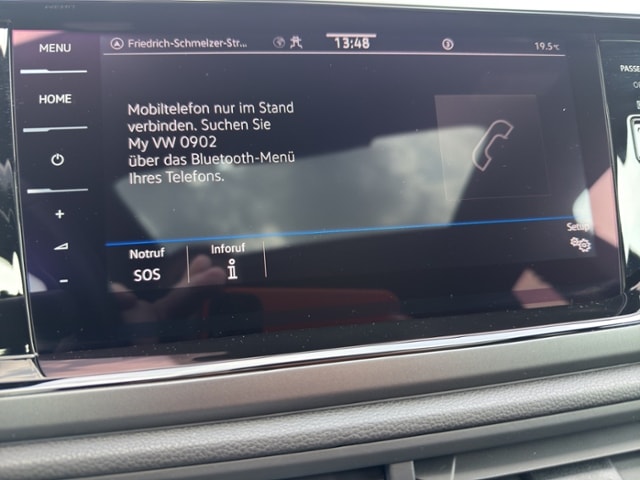 MENU
Friedrich-Schmelzer-Str...
13:48
19.5°C
HOME
Mobiltelefon nur im Stand
verbinden. Suchen Sie
My VW 0902
über das Bluetooth-Menü
Ihres Telefons.
+
-
Notruf
SOS
Inforuf
i
Setup
PASSE